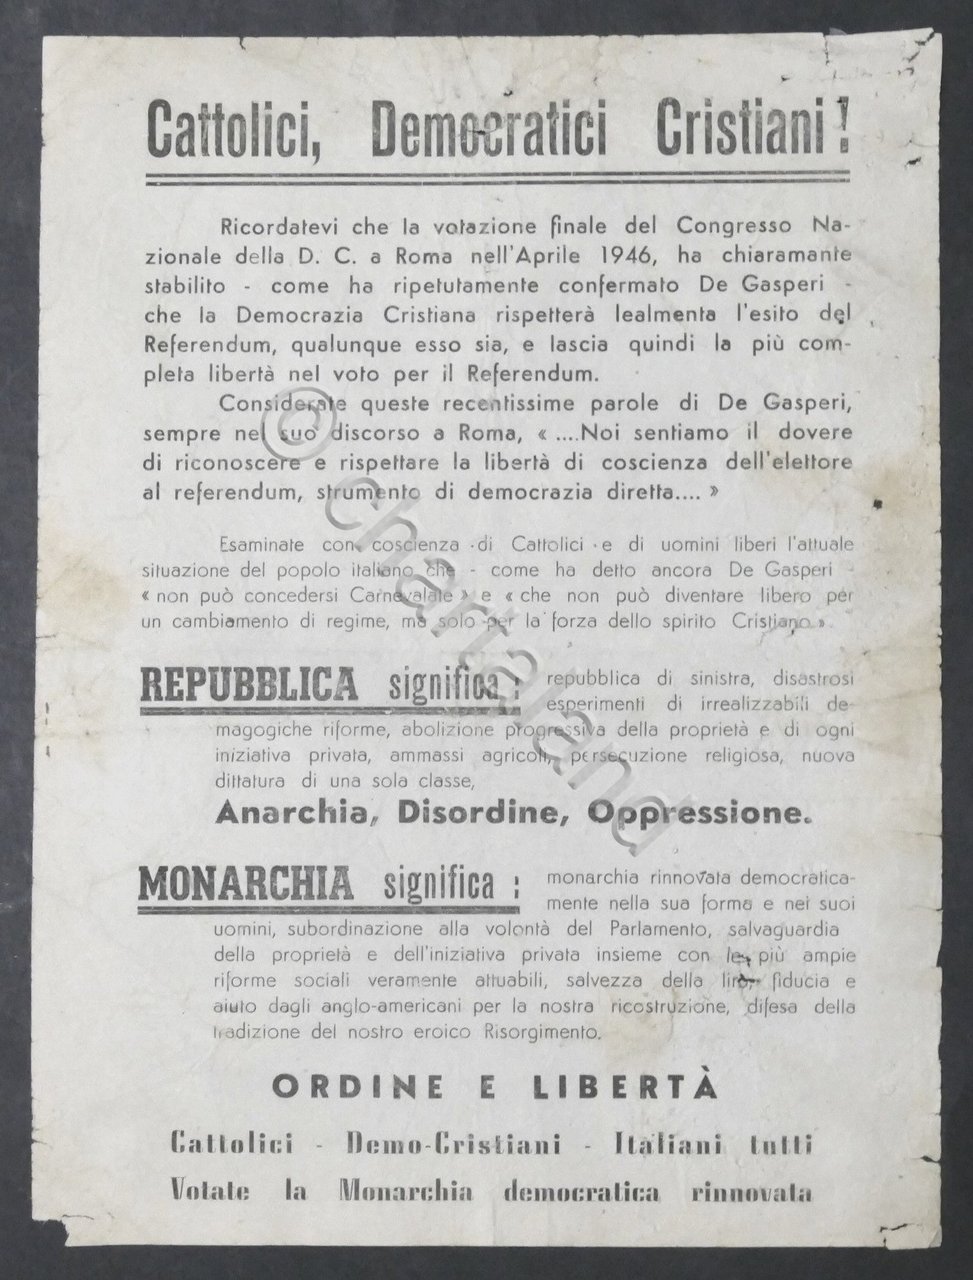 Cattolici, Democratici Cristiani!
Ricordatevi che la votazione finale del Congresso Na-
zionale della D. C. a Roma nell'Aprile 1946, ha chiaramante
stabilito - come ha ripetutamente confermato De Gasperi -
che la Democrazia Cristiana rispetterà lealmenta l'esito del
Referendum, qualunque esso sia, e lascia quindi la più com-
pleta libertà nel voto per il Referendum.
Considerate queste recentissime parole di De Gasperi,
sempre nel suo discorso a Roma, « ....Noi sentiamo il dovere
di riconoscere e rispettare la libertà di coscienza dell'elettore
al referendum, strumento di democrazia diretta.... »
Esaminate con coscienza di Cattolici e di uomini liberi l'attuale
situazione del popolo italiano che - come ha detto ancora De Gasperi
« non può concedersi Carnevalate » e « che non può diventare libero per
un cambiamento di regime, ma solo per la forza dello spirito Cristiano »
REPUBBLICA significa : repubblica di sinistra, disastrosi
esperimenti di irrealizzabili de-
magogiche riforme, abolizione progressiva della proprietà e di ogni
iniziativa privata, ammassi agricoli, persecuzione religiosa, nuova
dittatura di una sola classe,
Anarchia, Disordine, Oppressione.
MONARCHIA significa : monarchia rinnovata democratica-
mente nella sua forma e nei suoi
uomini, subordinazione alla volontà del Parlamento, salvaguardia
della proprietà e dell'iniziativa privata insieme con le più ampie
riforme sociali veramente attuabili, salvezza della lira, fiducia e
aiuto dagli anglo-americani per la nostra ricostruzione, difesa della
tradizione del nostro eroico Risorgimento.
ORDINE E LIBERTÀ
Cattolici - Demo-Cristiani - Italiani tutti
Votate la Monarchia democratica rinnovata
© chartaland